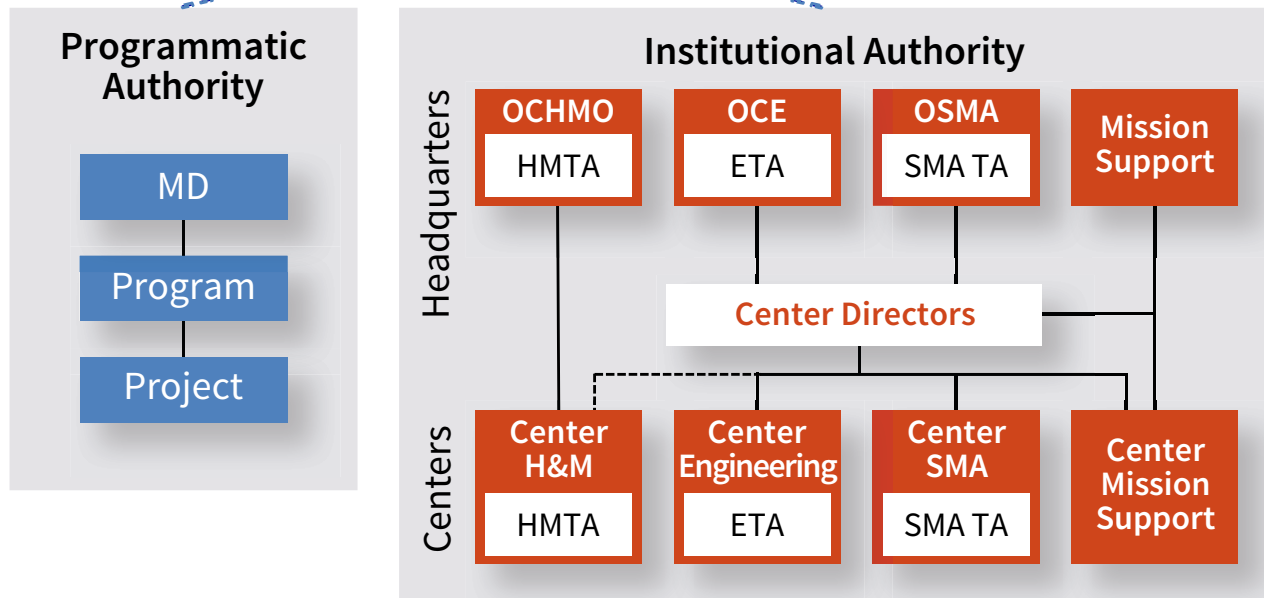 Programmatic
Authority
MD
Program
Project
Institutional Authority
Headquarters
OCHMO
HMTA
OCE
ETA
OSMA
SMA TA
Mission
Support
Center Directors
Centers
Center
H&M
HMTA
Center
Engineering
ETA
Center
SMA
SMA TA
Center
Mission
Support